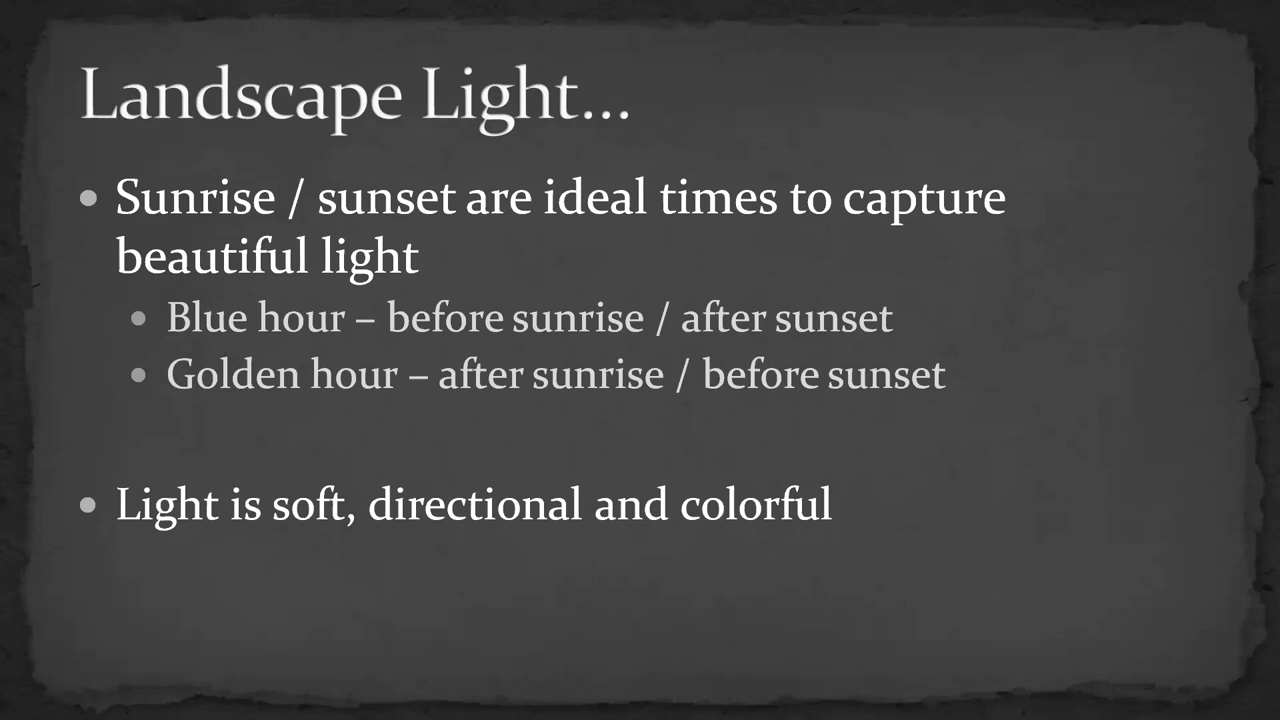 Landscape Light...
• Sunrise / sunset are ideal times to capture
beautiful light
• Blue hour – before sunrise / after sunset
• Golden hour – after sunrise / before sunset
• Light is soft, directional and colorful